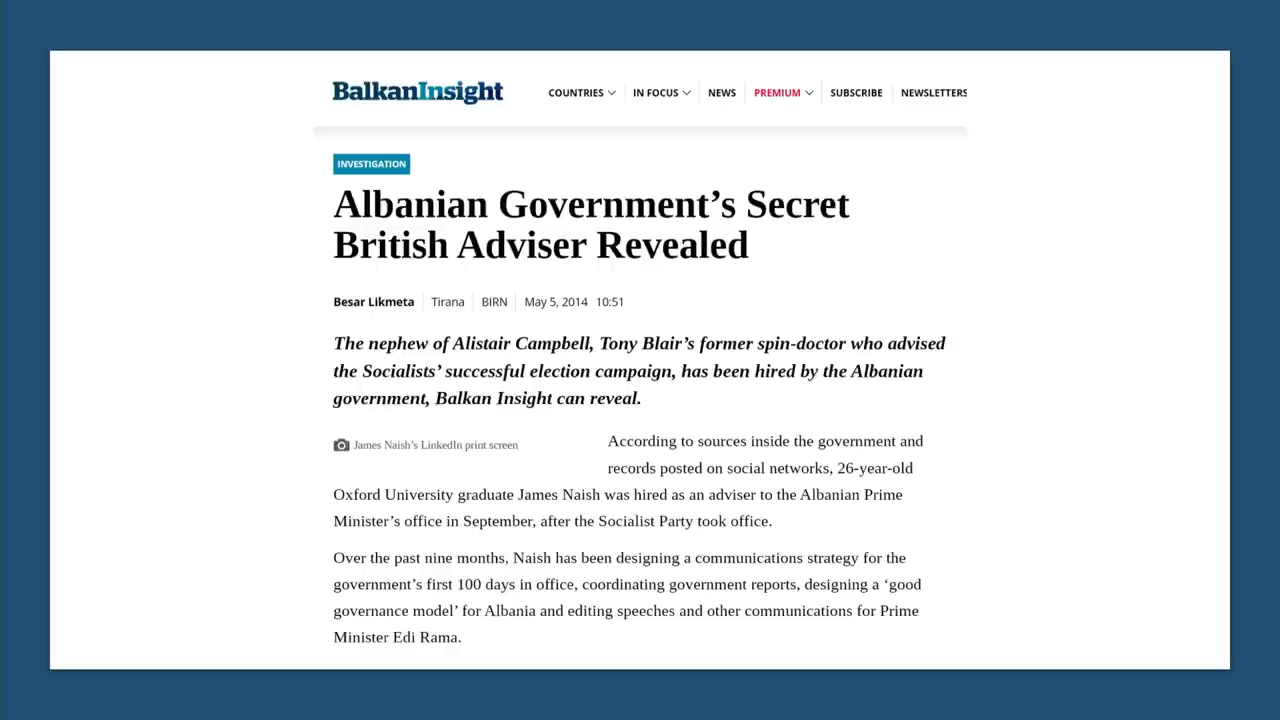 BalkanInsight
COUNTRIES IN FOCUS NEWS PREMIUM SUBSCRIBE NEWSLETTERS
INVESTIGATION
Albanian Government’s Secret
British Adviser Revealed
Besar Likmeta Tirana BIRN May 5, 2014 10:51
The nephew of Alistair Campbell, Tony Blair’s former spin-doctor who advised
the Socialists’ successful election campaign, has been hired by the Albanian
government, Balkan Insight can reveal.
James Naish’s LinkedIn print screen
According to sources inside the government and
records posted on social networks, 26-year-old
Oxford University graduate James Naish was hired as an adviser to the Albanian Prime
Minister’s office in September, after the Socialist Party took office.
Over the past nine months, Naish has been designing a communications strategy for the
government’s first 100 days in office, coordinating government reports, designing a ‘good
governance model’ for Albania and editing speeches and other communications for Prime
Minister Edi Rama.